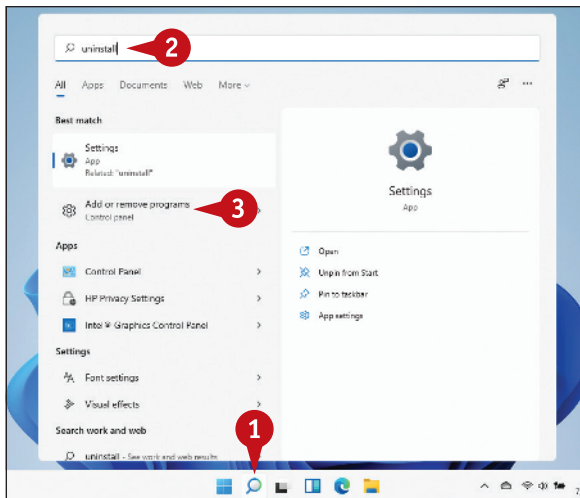 uninstall
2
All Apps Documents Web More
Best match
Settings
App
Related: "uninstall"
Add or remove programs
Control panel
3
Apps
Control Panel
HP Privacy Settings
Intel® Graphics Control Panel
Settings
Font settings
Visual effects
Search work and web
uninstall - See work and web results
Settings
App
Open
Unpin from Start
Pin to taskbar
App settings
1